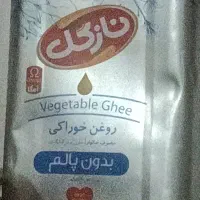 نازگل
Vegetable Ghee
روغن خوراکی
بدون پالم